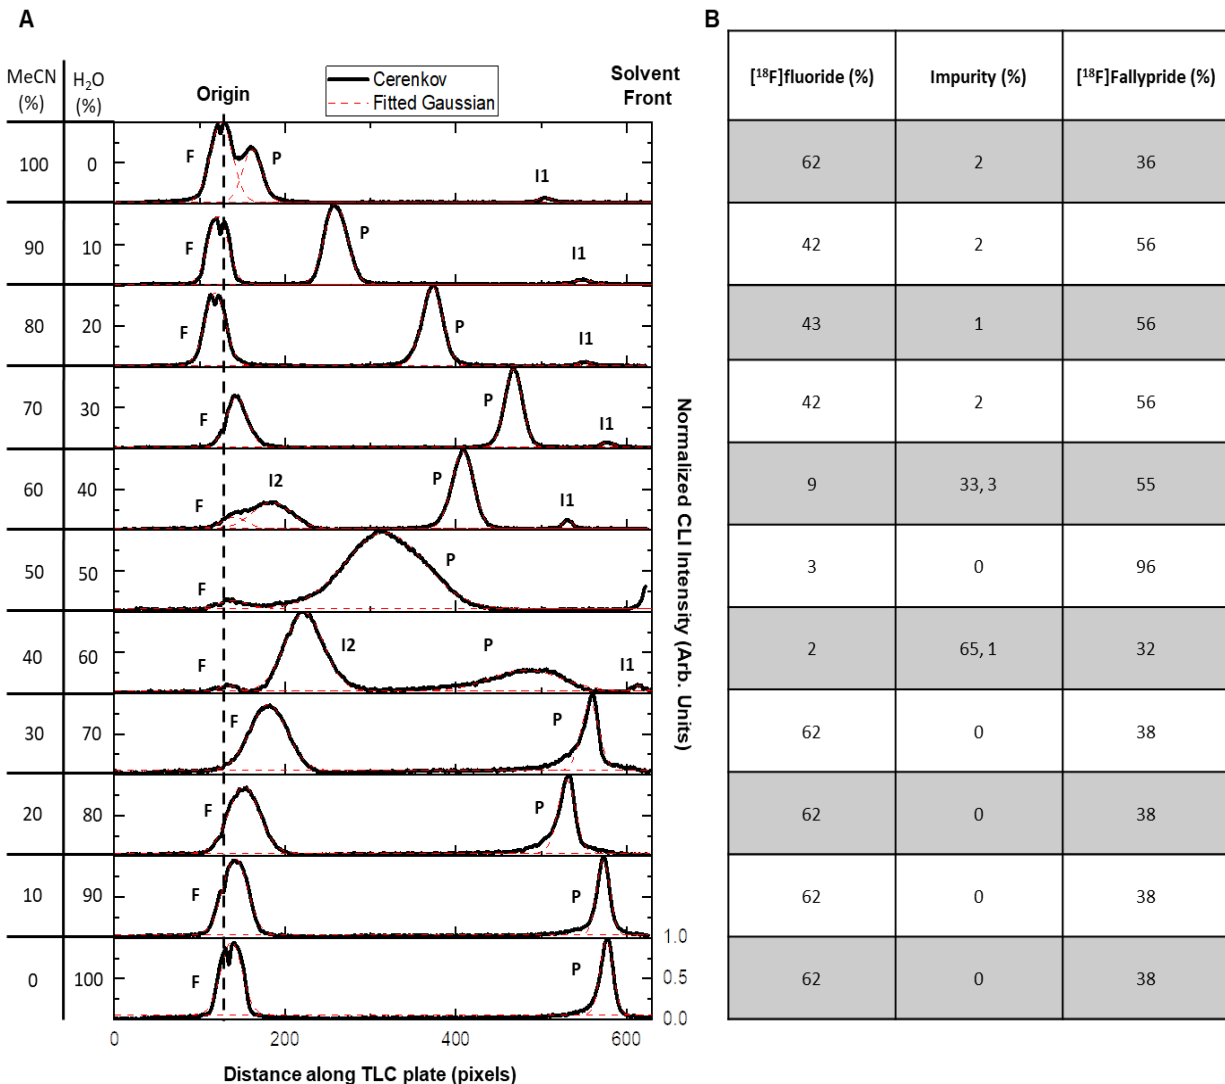 A
B
MeCN
(%)
H₂O
(%)
Origin
Cerenkov
Fitted Gaussian
Solvent
Front
[¹⁸F]fluoride (%) Impurity (%) [¹⁸F]Fallypride (%)
100 0 F P I1 62 2 36
90 10 F P I1 42 2 56
80 20 F P I1 43 1 56
70 30 F P I1 42 2 56
60 40 F I2 P I1 9 33, 3 55
50 50 F P 3 0 96
40 60 F I2 P I1 2 65, 1 32
30 70 F P 62 0 38
20 80 F P 62 0 38
10 90 F P 62 0 38
0 100 F P 62 0 38
Normalized CLI Intensity (Arb. Units)
1.0
0.5
0.0
0 200 400 600
Distance along TLC plate (pixels)